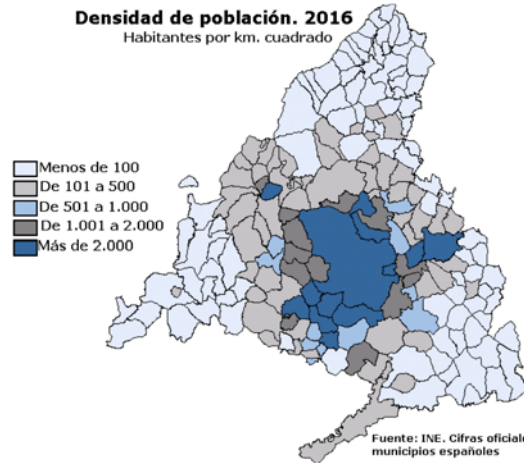 Densidad de población. 2016
Habitantes por km. cuadrado
Menos de 100
De 101 a 500
De 501 a 1.000
De 1.001 a 2.000
Más de 2.000
Fuente: INE. Cifras oficiale
municipios españoles